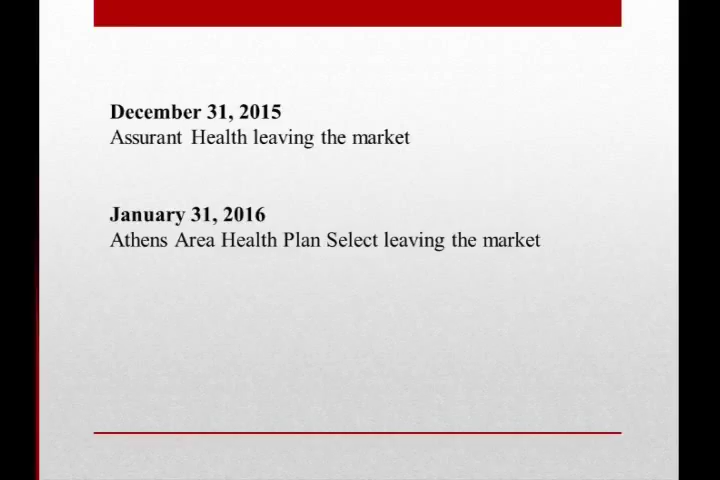 December 31, 2015
Assurant Health leaving the market
January 31, 2016
Athens Area Health Plan Select leaving the market